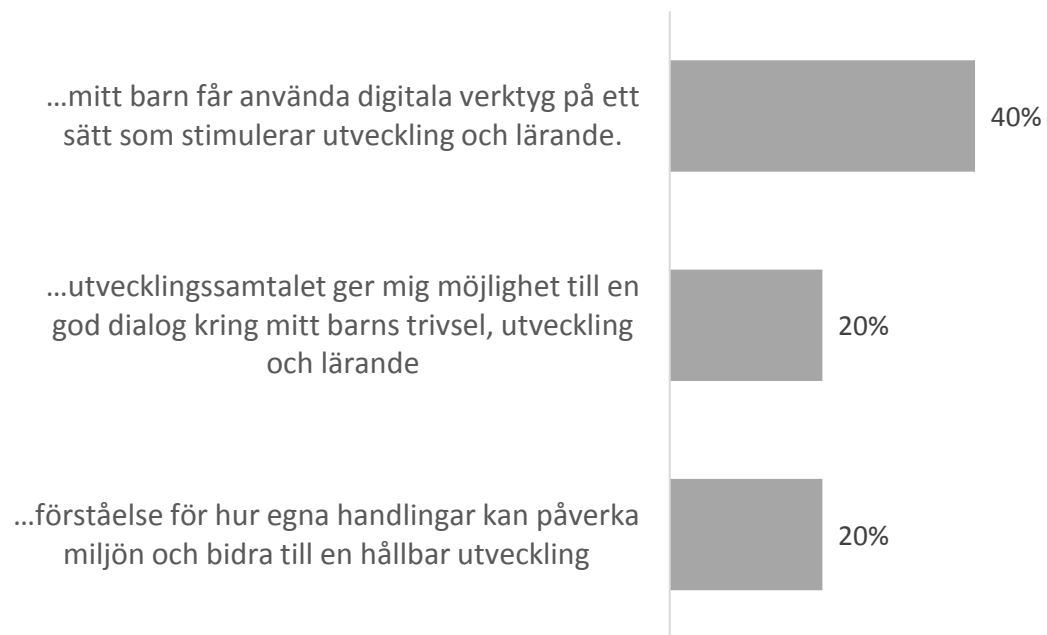 …mitt barn får använda digitala verktyg på ett
sätt som stimulerar utveckling och lärande.
40%
…utvecklingssamtalet ger mig möjlighet till en
god dialog kring mitt barns trivsel, utveckling
och lärande
20%
…förståelse för hur egna handlingar kan påverka
miljön och bidra till en hållbar utveckling
20%